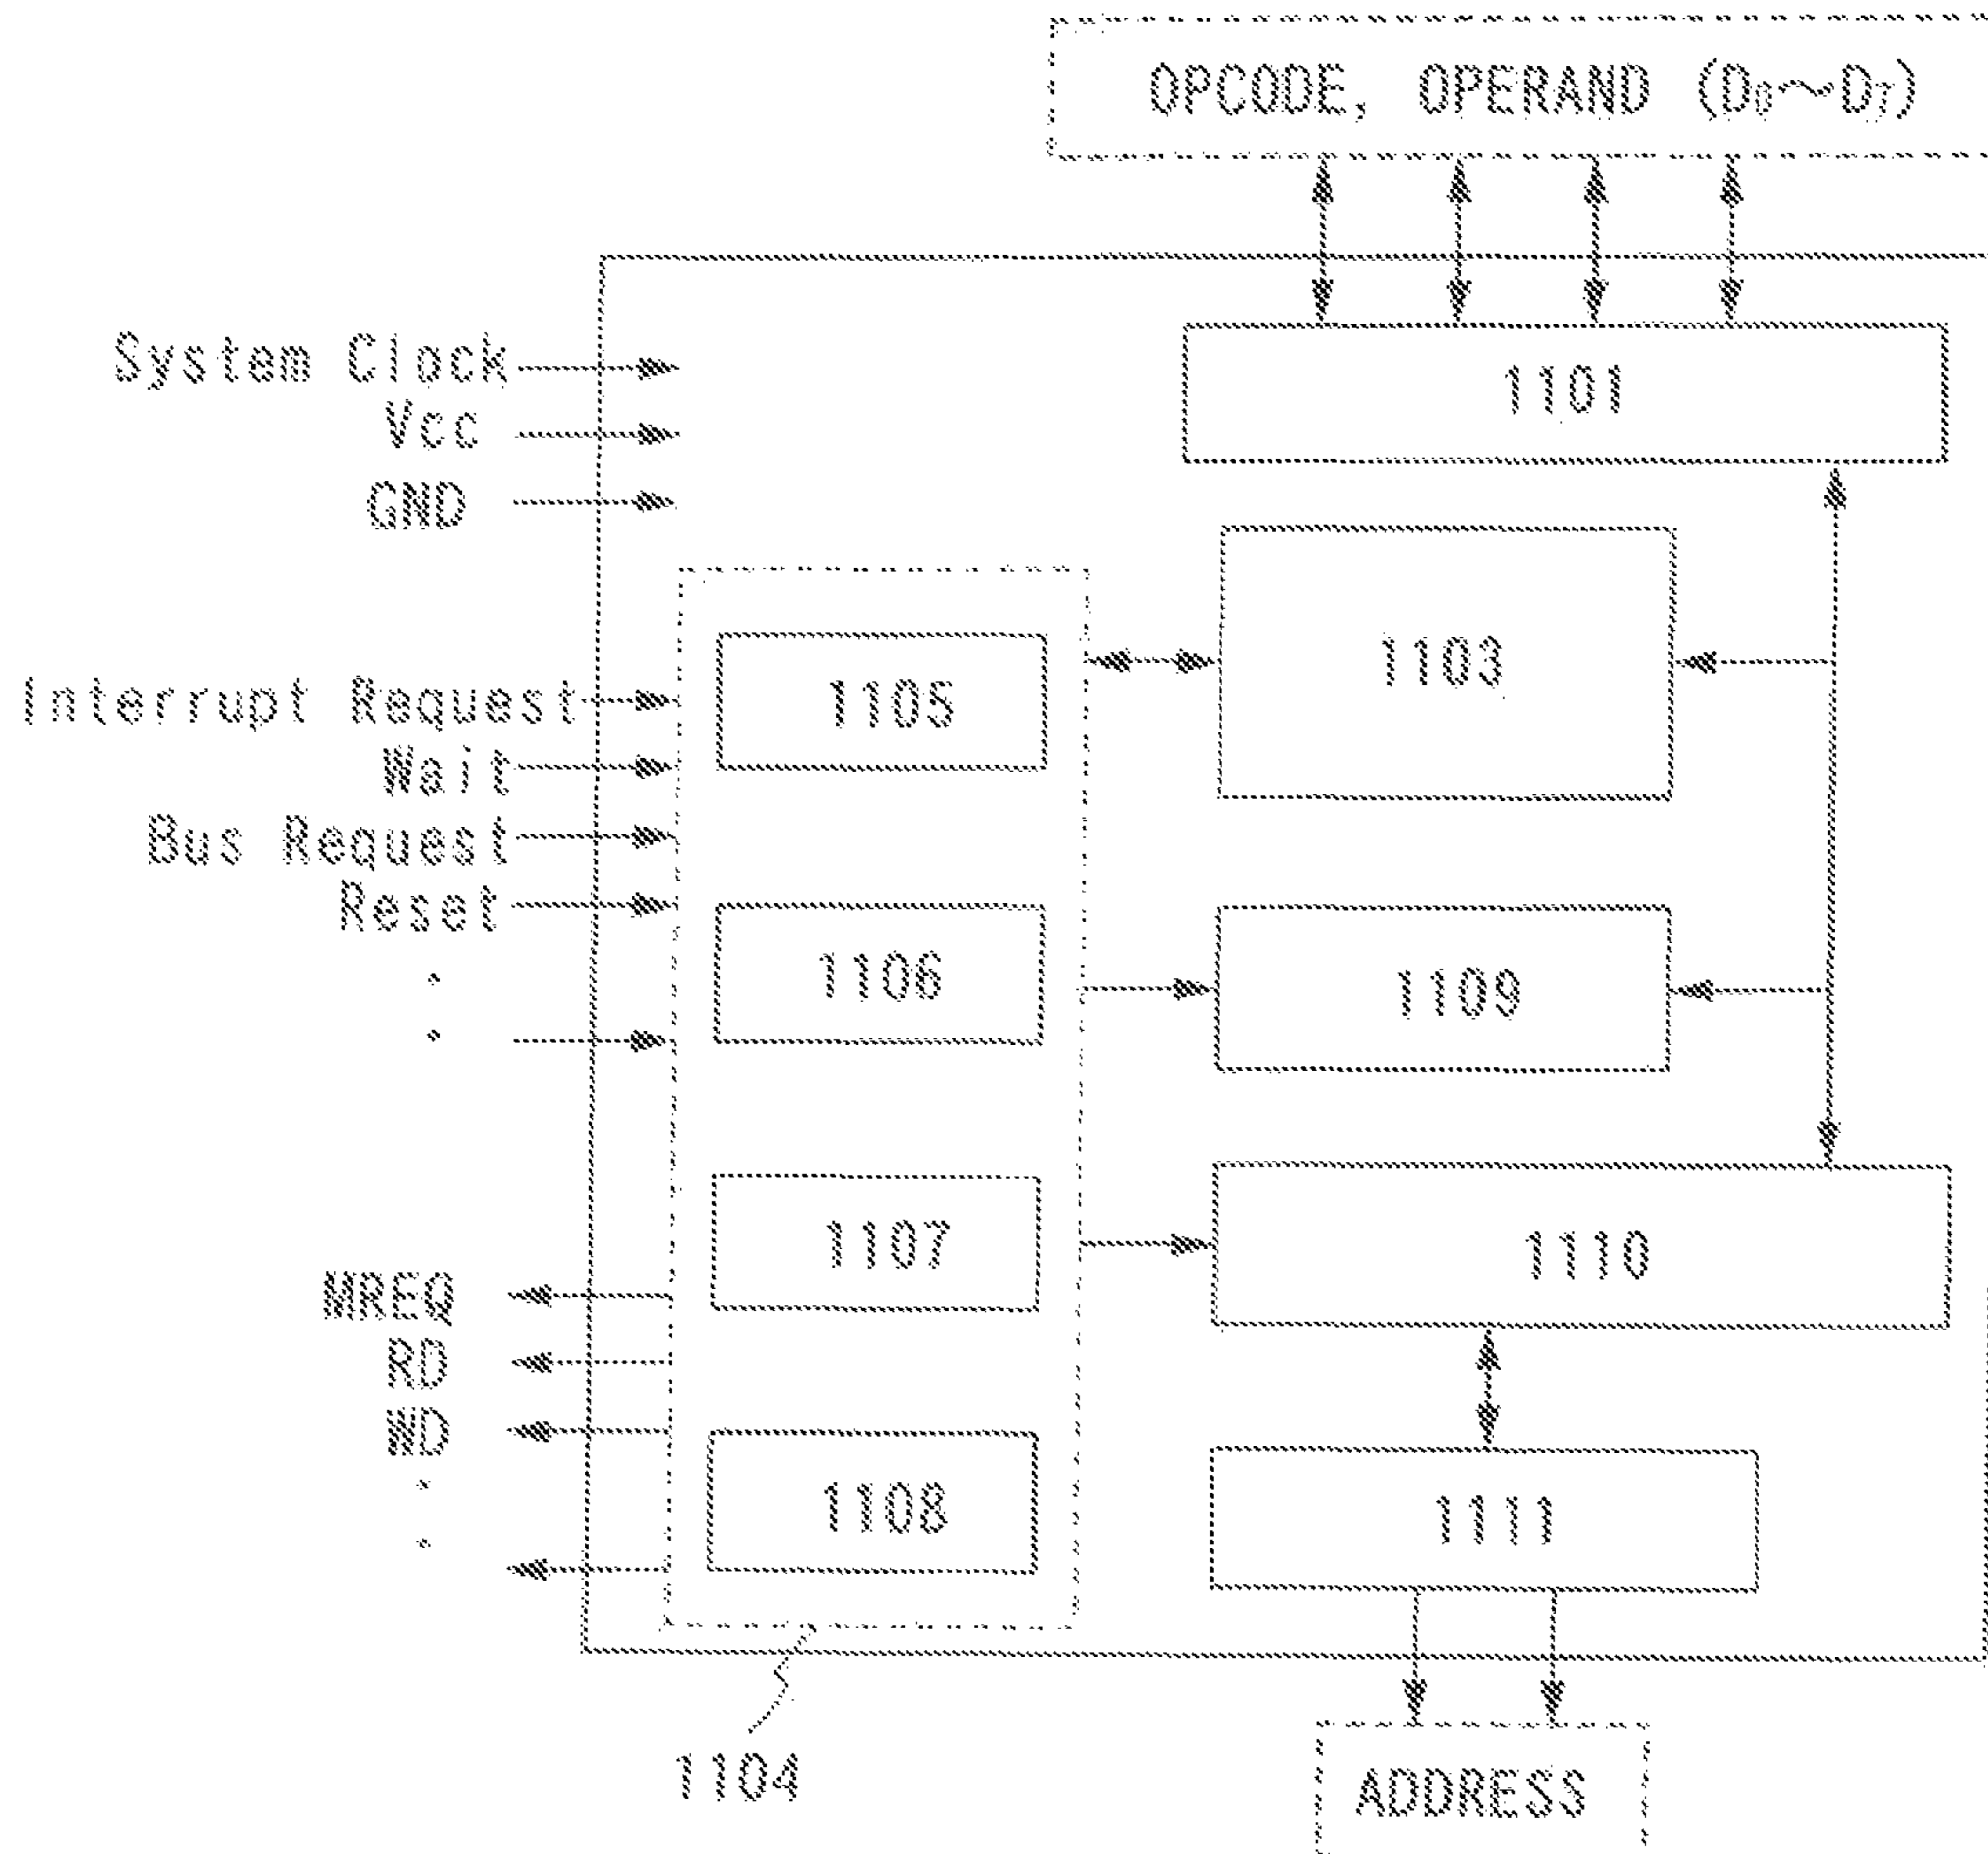 OPCODE, OPERAND (D0~D7)
System Clock
Vcc
GND
1101
1103
1105
Interrupt Request
Wait
Bus Request
Reset
1106
1109
1107
1110
MREQ
RD
WD
1108
1111
1104
ADDRESS